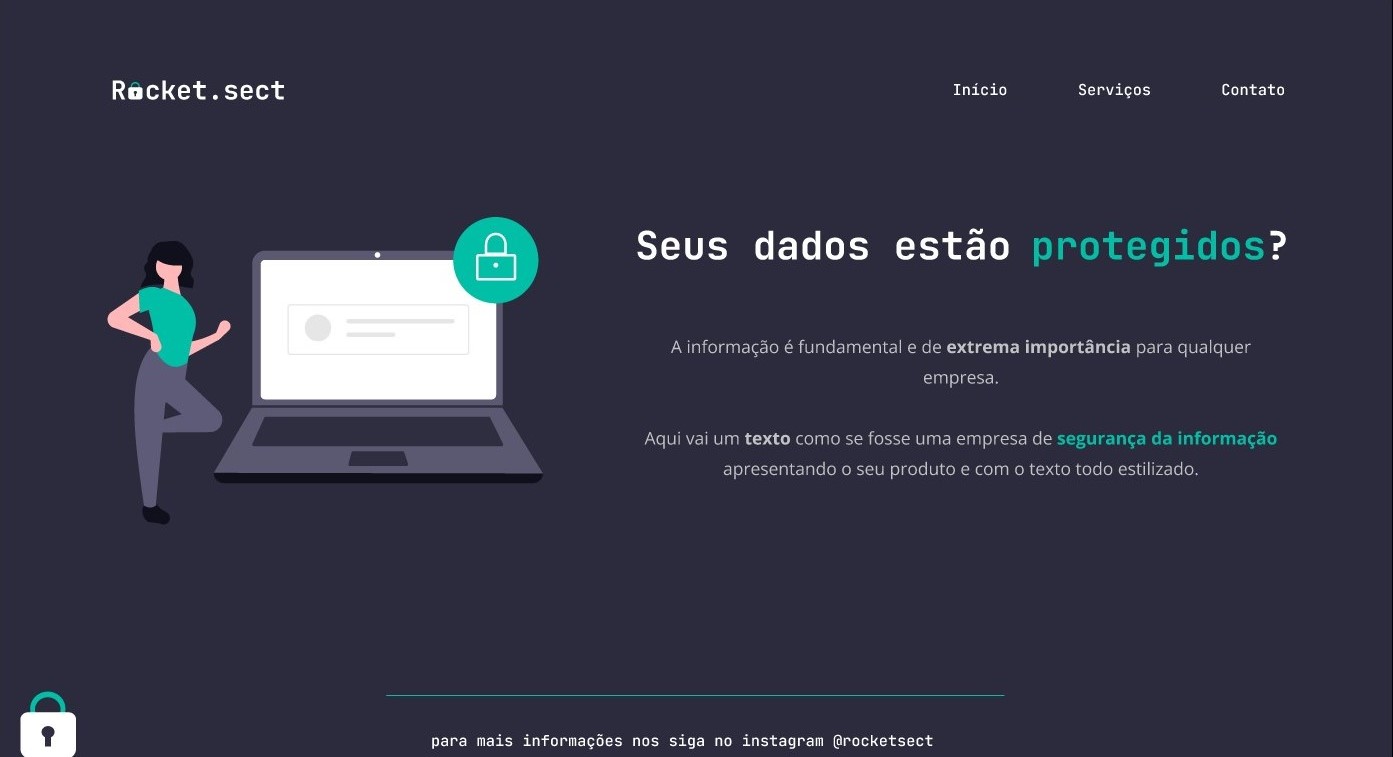 Rocket.sect
Início Serviços Contato
Seus dados estão protegidos?
A informação é fundamental e de extrema importância para qualquer
empresa.
Aqui vai um texto como se fosse uma empresa de segurança da informação
apresentando o seu produto e com o texto todo estilizado.
para mais informações nos siga no instagram @rocketsect